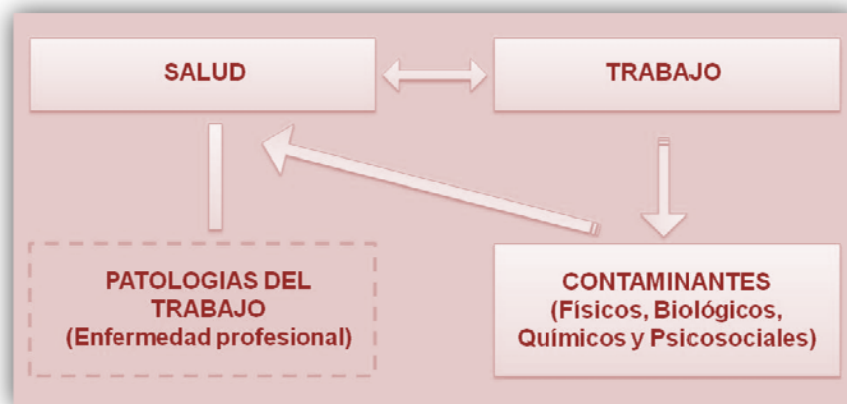 SALUD
TRABAJO
PATOLOGIAS DEL
TRABAJO
(Enfermedad profesional)
CONTAMINANTES
(Físicos, Biológicos,
Químicos y Psicosociales)